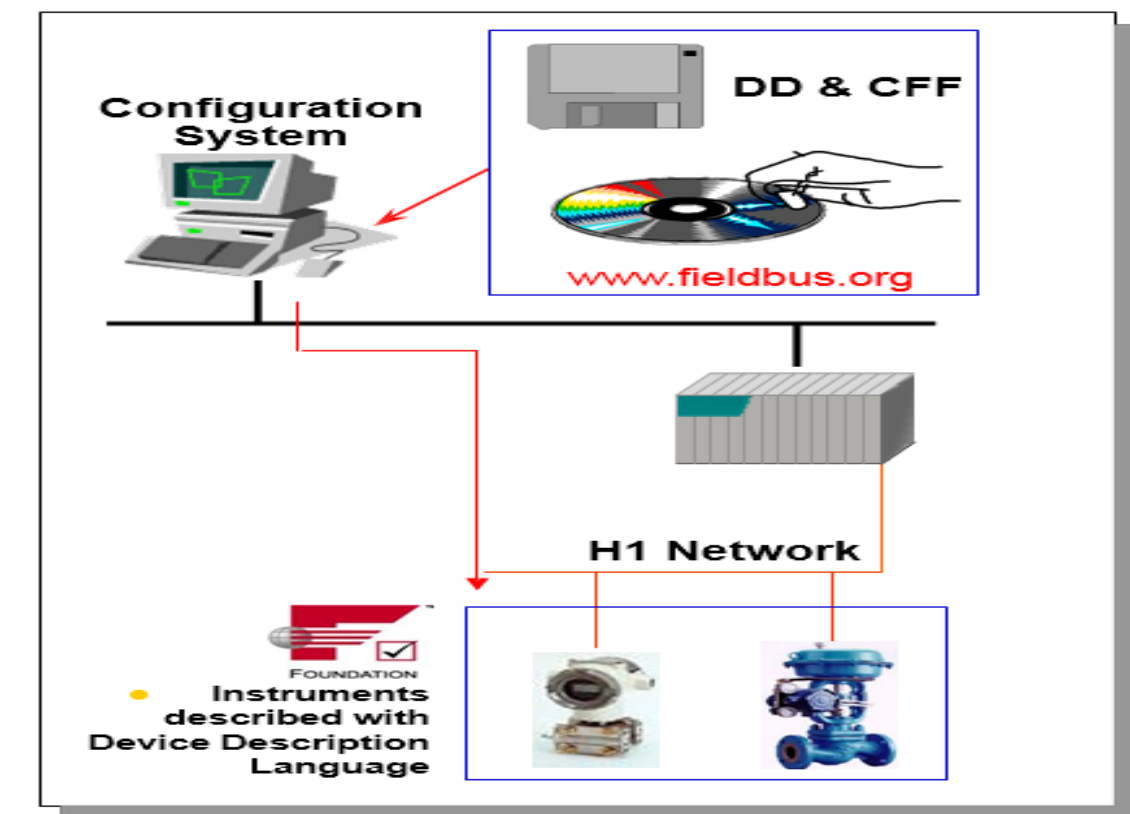 Configuration
System
DD & CFF
www.fieldbus.org
H1 Network
FOUNDATION
Instruments
described with
Device Description
Language